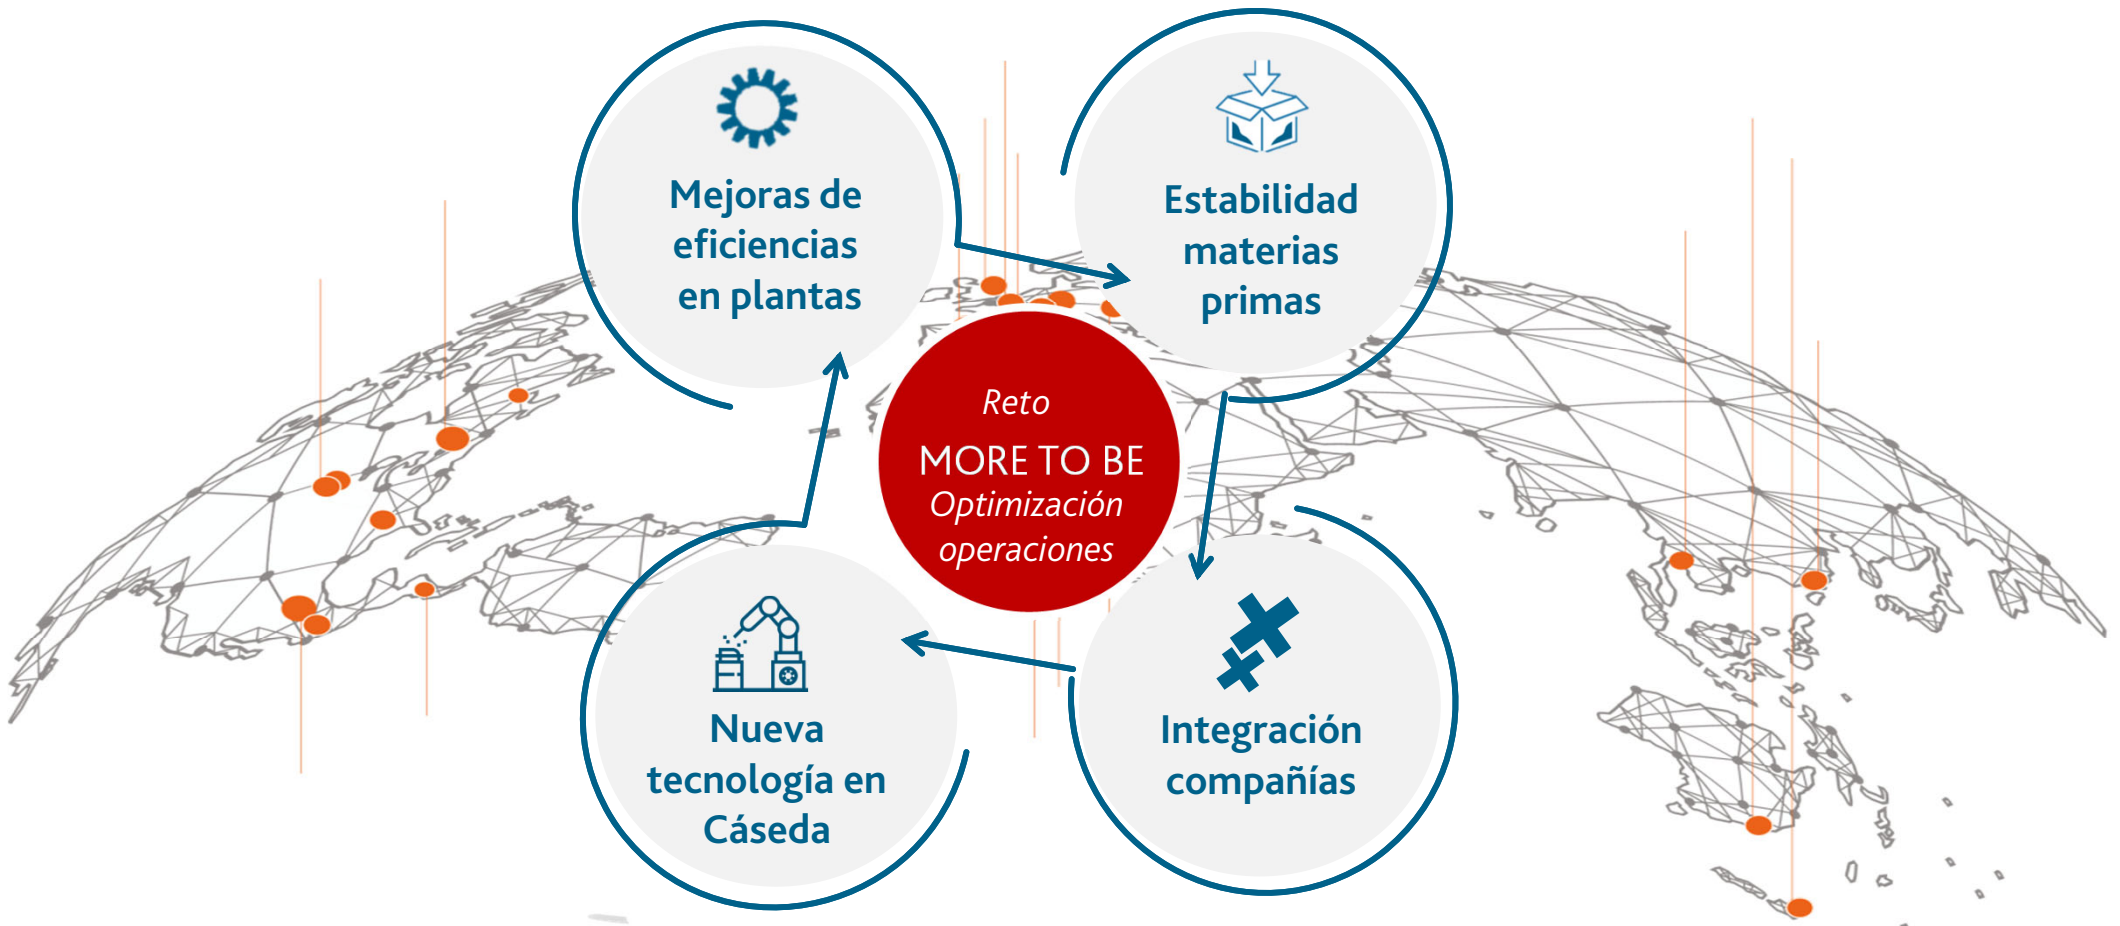 Mejoras de
eficiencias
en plantas
Estabilidad
materias
primas
Reto
MORE TO BE
Optimización
operaciones
Nueva
tecnología en
Cáseda
Integración
compañías